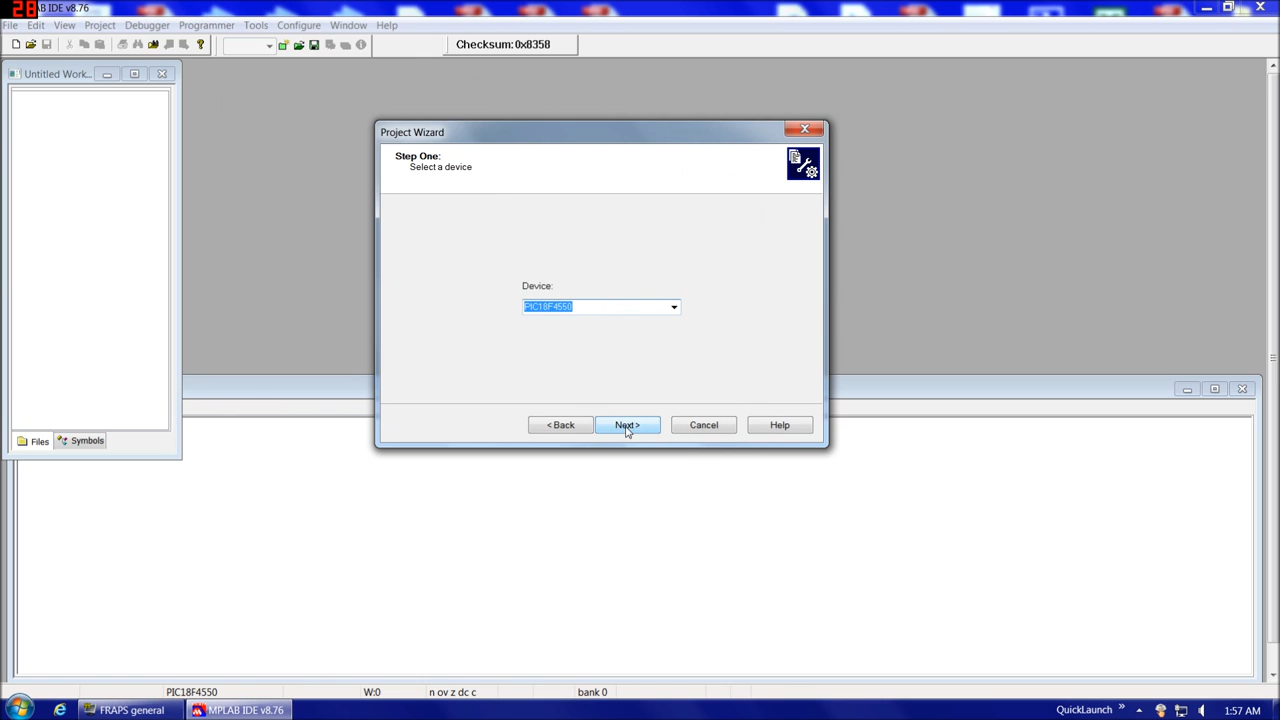 28
AB IDE v8.76
File Edit View Project Debugger Programmer Tools Configure Window Help
Checksum: 0x8358
Untitled Work...
Project Wizard
Step One:
Select a device
Device:
PIC18F4550
< Back Next > Cancel Help
Files Symbols
PIC18F4550 W:0 n ov z dc c bank 0
FRAPS general MPLAB IDE v8.76 QuickLaunch » 1:57 AM